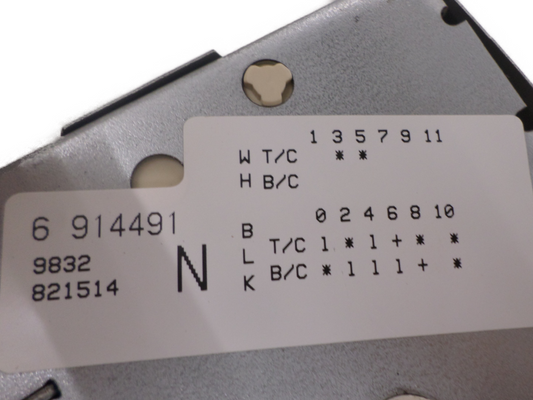 1 3 5 7 9 11
W T/C * *
H B/C
6 914491
9832
821514
N
B 0 2 4 6 8 10
L T/C 1 * 1 + * *
K B/C * 1 1 1 + *